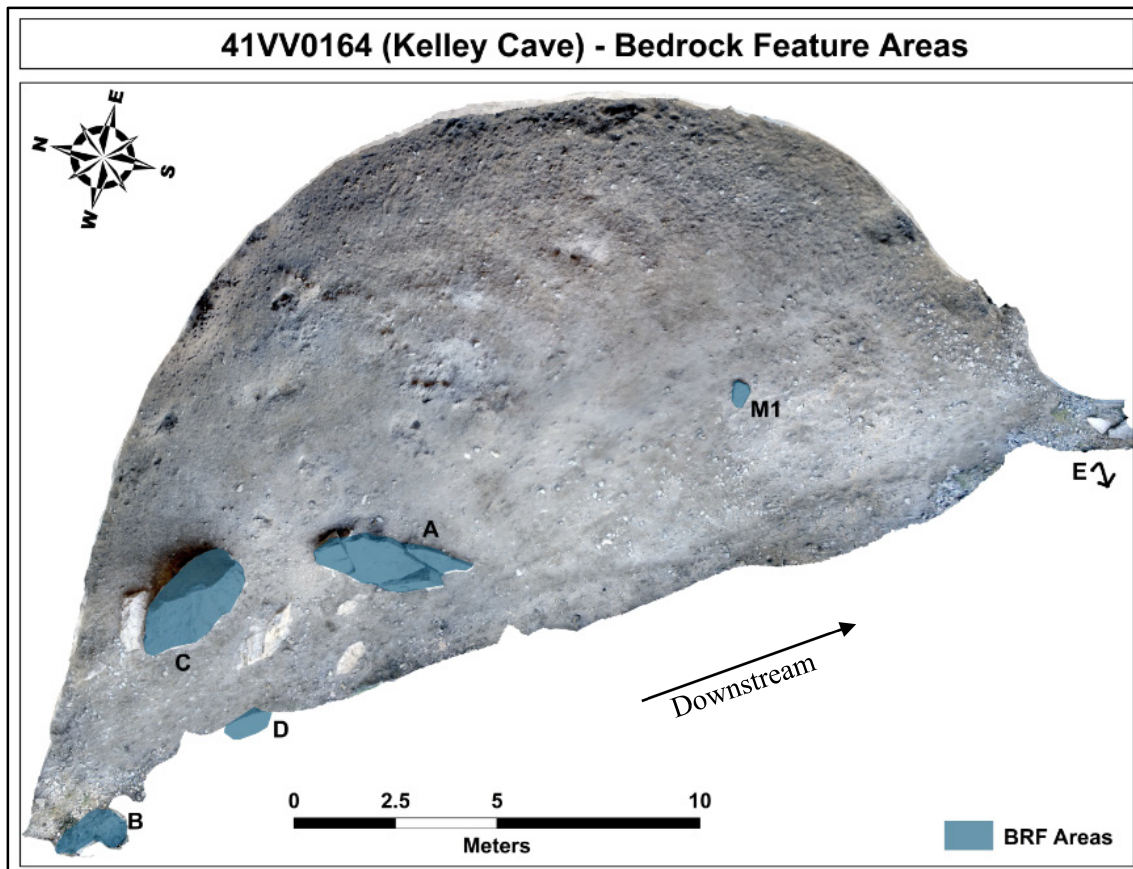 41VV0164 (Kelley Cave) - Bedrock Feature Areas
E
N
S
W
M1
E
A
C
Downstream
D
B
0 2.5 5 10
Meters
BRF Areas